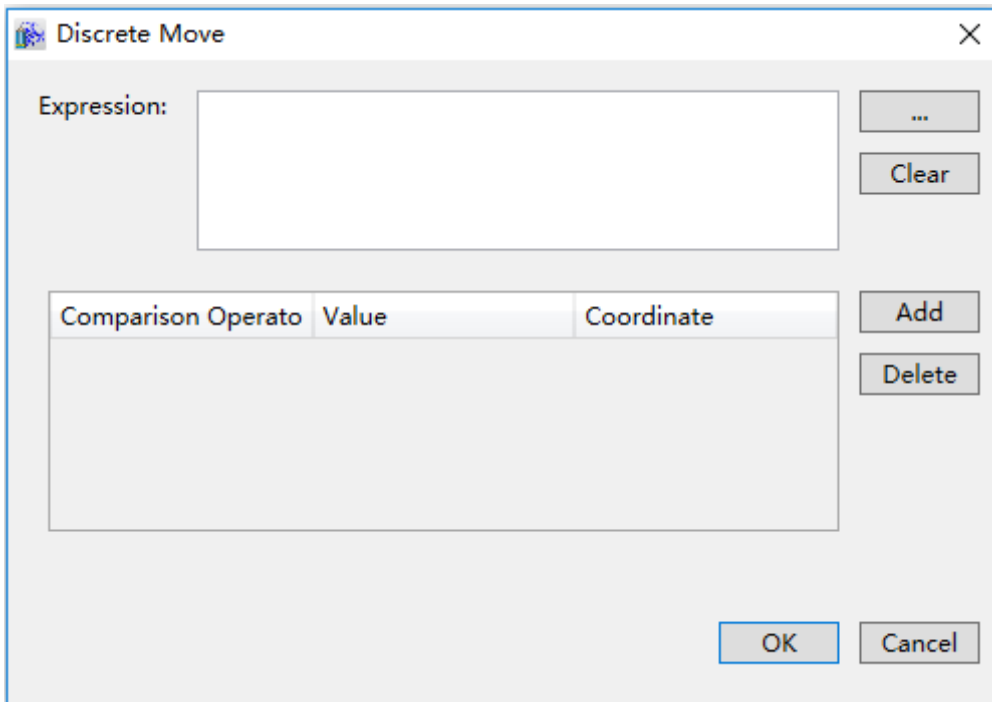 Discrete Move
Expression:
...
Clear
Comparison Operato Value Coordinate
Add
Delete
OK Cancel